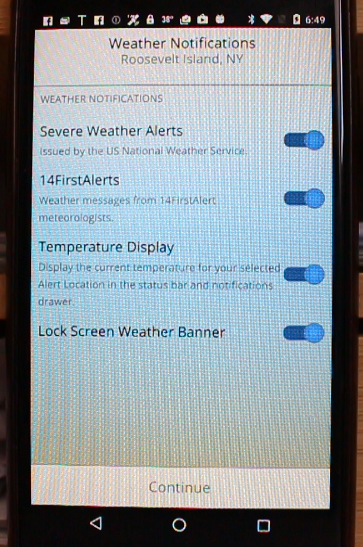 38° 6:49
Weather Notifications
Roosevelt Island, NY
WEATHER NOTIFICATIONS
Severe Weather Alerts
Issued by the US National Weather Service.
14FirstAlerts
Weather messages from 14FirstAlert
meteorologists.
Temperature Display
Display the current temperature for your selected
Alert Location in the status bar and notifications
drawer.
Lock Screen Weather Banner
Continue